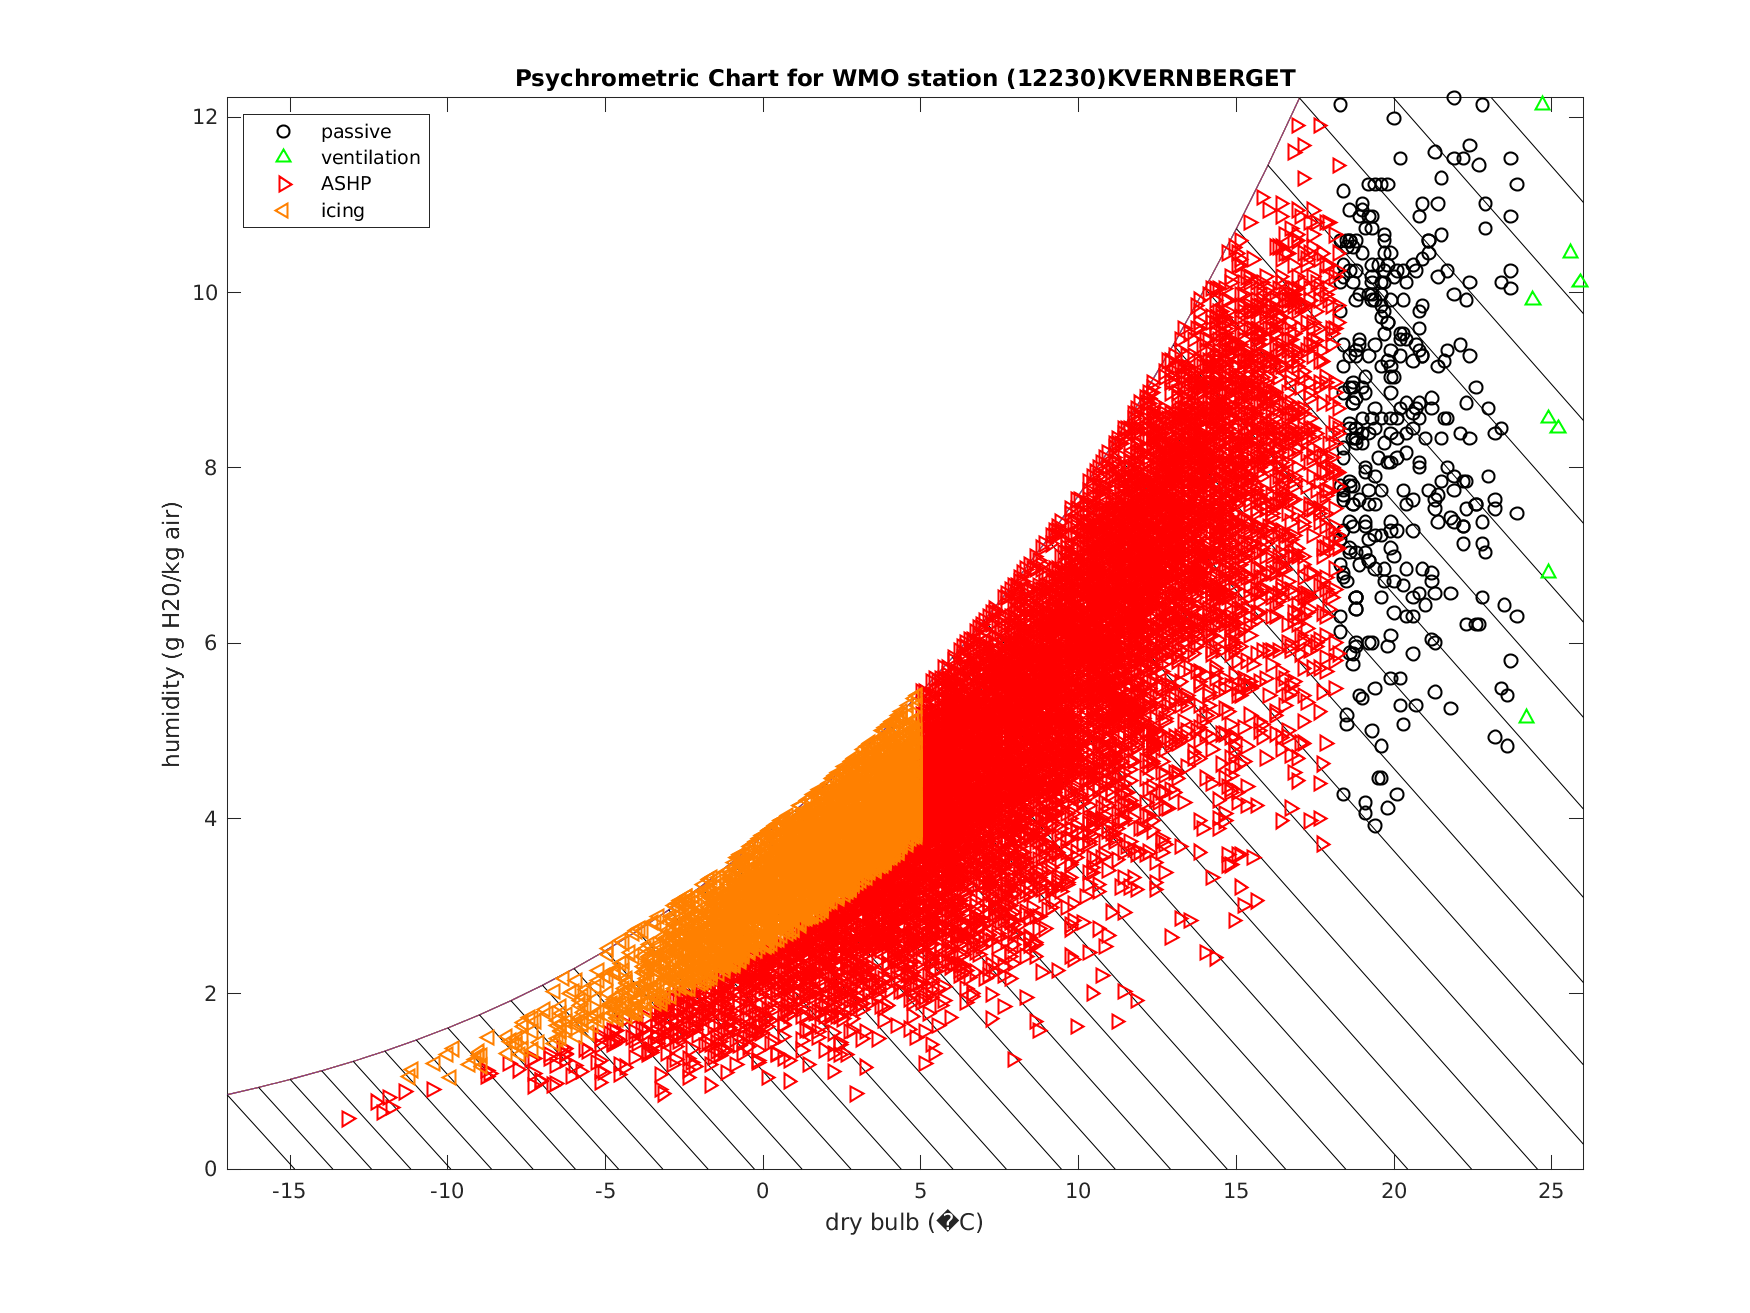 Psychrometric Chart for WMO station (12230)KVERNBERGET
passive
ventilation
ASHP
icing
humidity (g H20/kg air)
12
10
8
6
4
2
0
-15 -10 -5 0 5 10 15 20 25
dry bulb (�C)